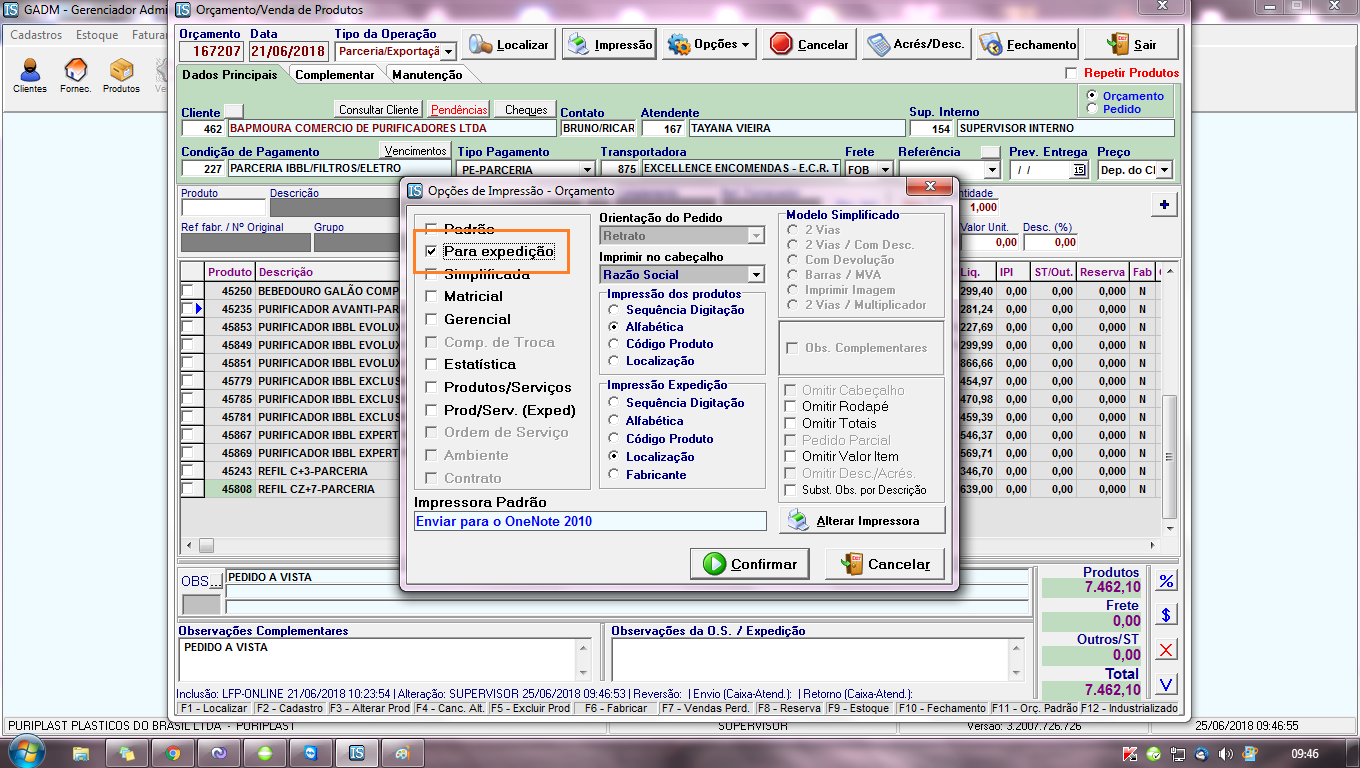 GADM - Gerenciador Admi
Orçamento/Venda de Produtos
Cadastros Estoque Fatura
Clientes Fornec. Produtos
Orçamento Data Tipo da Operação
167207 21/06/2018 Parceria/Exportaçã
Localizar Impressão Opções Cancelar Acrés/Desc. Fechamento Sair
Dados Principais Complementar Manutenção
Repetir Produtos
Orçamento
Pedido
Cliente Consultar Cliente Pendências Cheques Contato Atendente Sup. Interno
462 BAPMOURA COMERCIO DE PURIFICADORES LTDA BRUNO/RICAR 167 TAYANA VIEIRA 154 SUPERVISOR INTERNO
Condição de Pagamento Vencimentos Tipo Pagamento Transportadora Frete Referência Prev. Entrega Preço
227 PARCERIA IBBL/FILTROS/ELETRO PE-PARCERIA 875 EXCELLENCE ENCOMENDAS - E.C.R. T FOB / / 15 Dep. do Cl
Produto Descrição
ntidade
1,000
Ref fabr. / Nº Original Grupo
Valor Unit. Desc. (%)
0,00 0,00
Produto Descrição Liq. IPI ST/Out. Reserva Fab
45250 BEBEDOURO GALÃO COMP 299,40 0,00 0,00 0,000 N
45235 PURIFICADOR AVANTI-PAR 281,24 0,00 0,00 0,000 N
45853 PURIFICADOR IBBL EVOLUX 227,69 0,00 0,00 0,000 N
45849 PURIFICADOR IBBL EVOLUX 299,99 0,00 0,00 0,000 N
45851 PURIFICADOR IBBL EVOLUX 866,66 0,00 0,00 0,000 N
45779 PURIFICADOR IBBL EXCLUS 454,97 0,00 0,00 0,000 N
45785 PURIFICADOR IBBL EXCLUS 470,98 0,00 0,00 0,000 N
45781 PURIFICADOR IBBL EXCLUS 459,39 0,00 0,00 0,000 N
45867 PURIFICADOR IBBL EXPERT 546,37 0,00 0,00 0,000 N
45869 PURIFICADOR IBBL EXPERT 569,71 0,00 0,00 0,000 N
45243 REFIL C+3-PARCERIA 346,70 0,00 0,00 0,000 N
45808 REFIL CZ+7-PARCERIA 639,00 0,00 0,00 0,000 N
Opções de Impressão - Orçamento
Padrão
Para expedição
Simplificada
Matricial
Gerencial
Comp. de Troca
Estatística
Produtos/Serviços
Prod/Serv. (Exped)
Ordem de Serviço
Ambiente
Contrato
Impressora Padrão
Enviar para o OneNote 2010
Orientação do Pedido
Retrato
Imprimir no cabeçalho
Razão Social
Impressão dos produtos
Sequência Digitação
Alfabética
Código Produto
Localização
Impressão Expedição
Sequência Digitação
Alfabética
Código Produto
Localização
Fabricante
Modelo Simplificado
2 Vias
2 Vias / Com Desc.
Com Devolução
Barras / MVA
Imprimir Imagem
2 Vias / Multiplicador
Obs. Complementares
Omitir Cabeçalho
Omitir Rodapé
Omitir Totais
Pedido Parcial
Omitir Valor Item
Omitir Desc./Acrés.
Subst. Obs. por Descrição
Alterar Impressora
Confirmar Cancelar
OBS... PEDIDO A VISTA
Produtos
7.462,10
Frete
0,00
Outros/ST
0,00
Total
7.462,10
%
$
X
V
Observações Complementares Observações da O.S. / Expedição
PEDIDO A VISTA
Inclusão: LFP-ONLINE 21/06/2018 10:23:54 | Alteração: SUPERVISOR 25/06/2018 09:46:53 | Reversão: | Envio (Caixa-Atend.): | Retorno (Caixa-Atend.):
F1 - Localizar F2 - Cadastro F3 - Alterar Prod F4 - Canc. Alt. F5 - Excluir Prod F6 - Fabricar F7 - Vendas Perd. F8 - Reserva F9 - Estoque F10 - Fechamento F11 - Orç. Padrão F12 - Industrializado
PURIPLAST PLASTICOS DO BRASIL LTDA - PURIPLAST SUPERVISOR Versão: 3.2007.726.726 25/06/2018 09:46:55
09:46